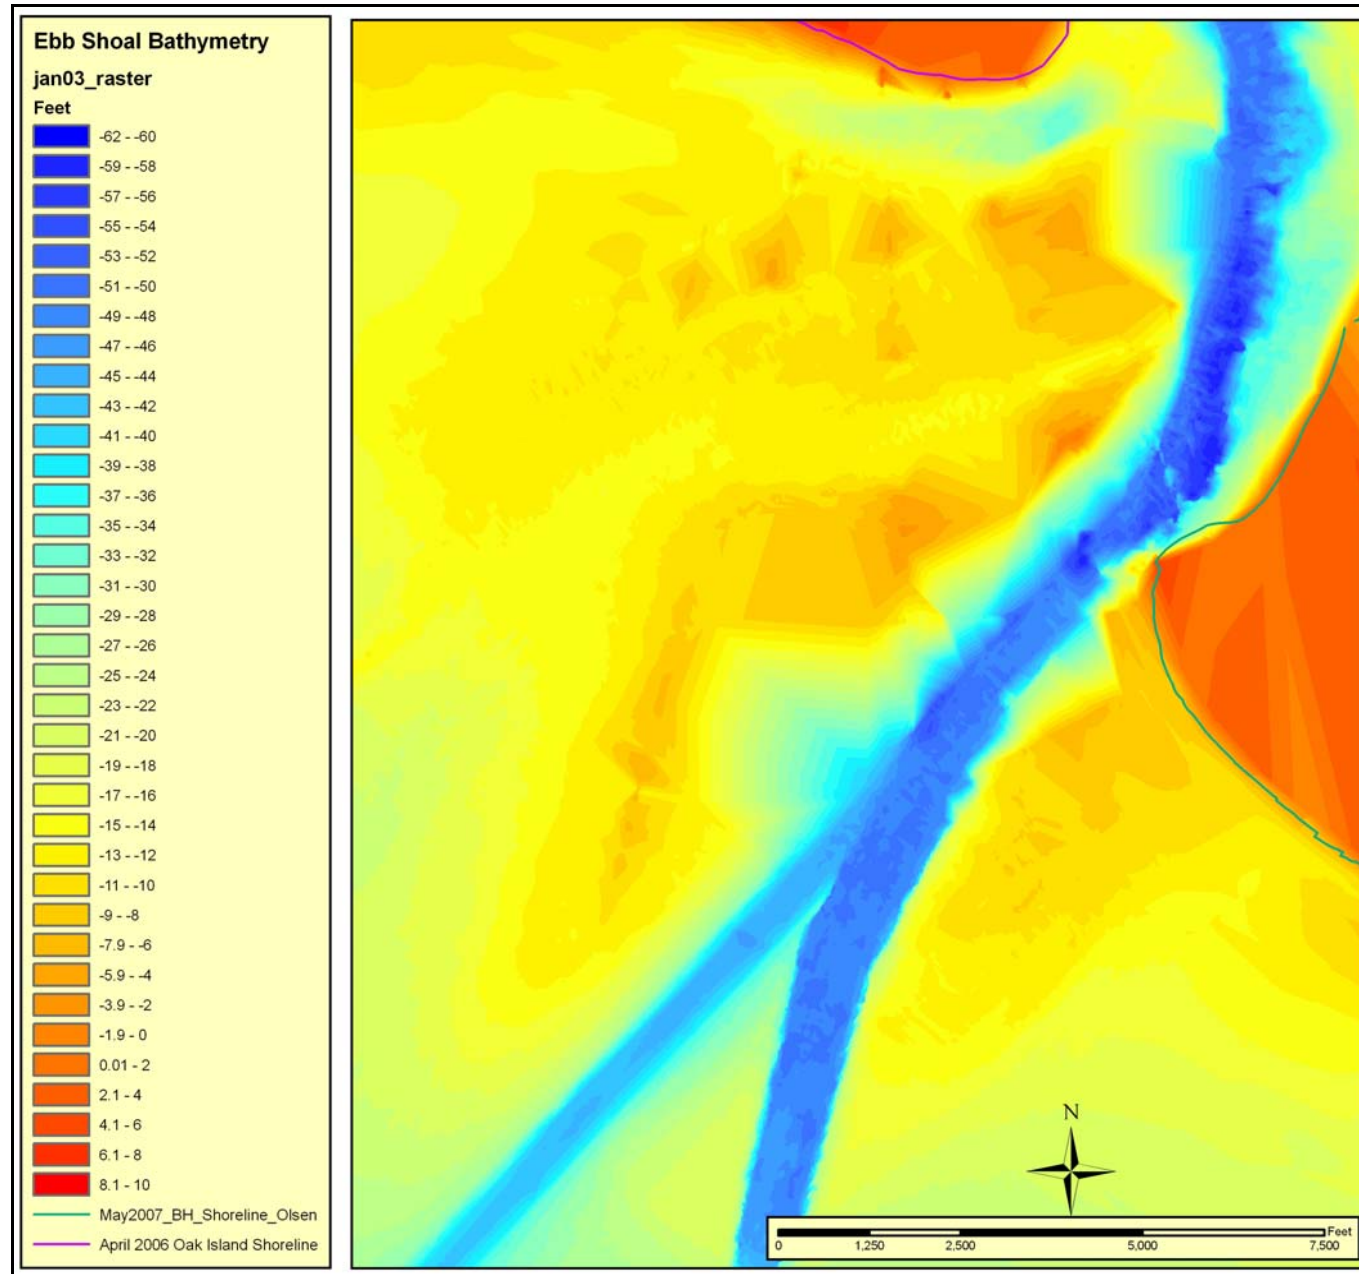 Ebb Shoal Bathymetry
jan03_raster
Feet
-62 - -60
-59 - -58
-57 - -56
-55 - -54
-53 - -52
-51 - -50
-49 - -48
-47 - -46
-45 - -44
-43 - -42
-41 - -40
-39 - -38
-37 - -36
-35 - -34
-33 - -32
-31 - -30
-29 - -28
-27 - -26
-25 - -24
-23 - -22
-21 - -20
-19 - -18
-17 - -16
-15 - -14
-13 - -12
-11 - -10
-9 - -8
-7.9 - -6
-5.9 - -4
-3.9 - -2
-1.9 - 0
0.01 - 2
2.1 - 4
4.1 - 6
6.1 - 8
8.1 - 10
May2007_BH_Shoreline_Olsen
April 2006 Oak Island Shoreline
N
Feet
0 1,250 2,500 5,000 7,500